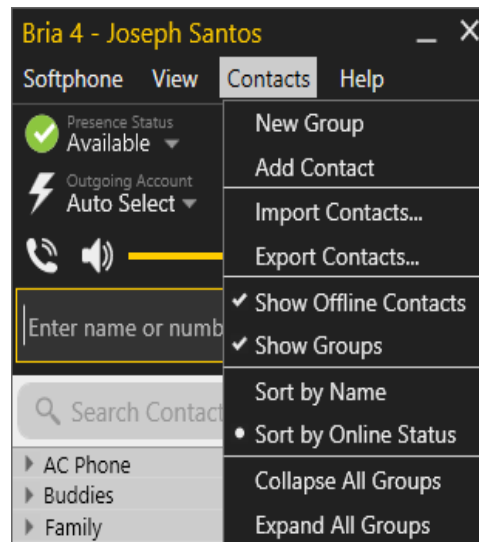 Bria 4 - Joseph Santos
Softphone View Contacts Help
Presence Status
Available
Outgoing Account
Auto Select
Enter name or numb
Search Contact
AC Phone
Buddies
Family
New Group
Add Contact
Import Contacts...
Export Contacts...
Show Offline Contacts
Show Groups
Sort by Name
Sort by Online Status
Collapse All Groups
Expand All Groups